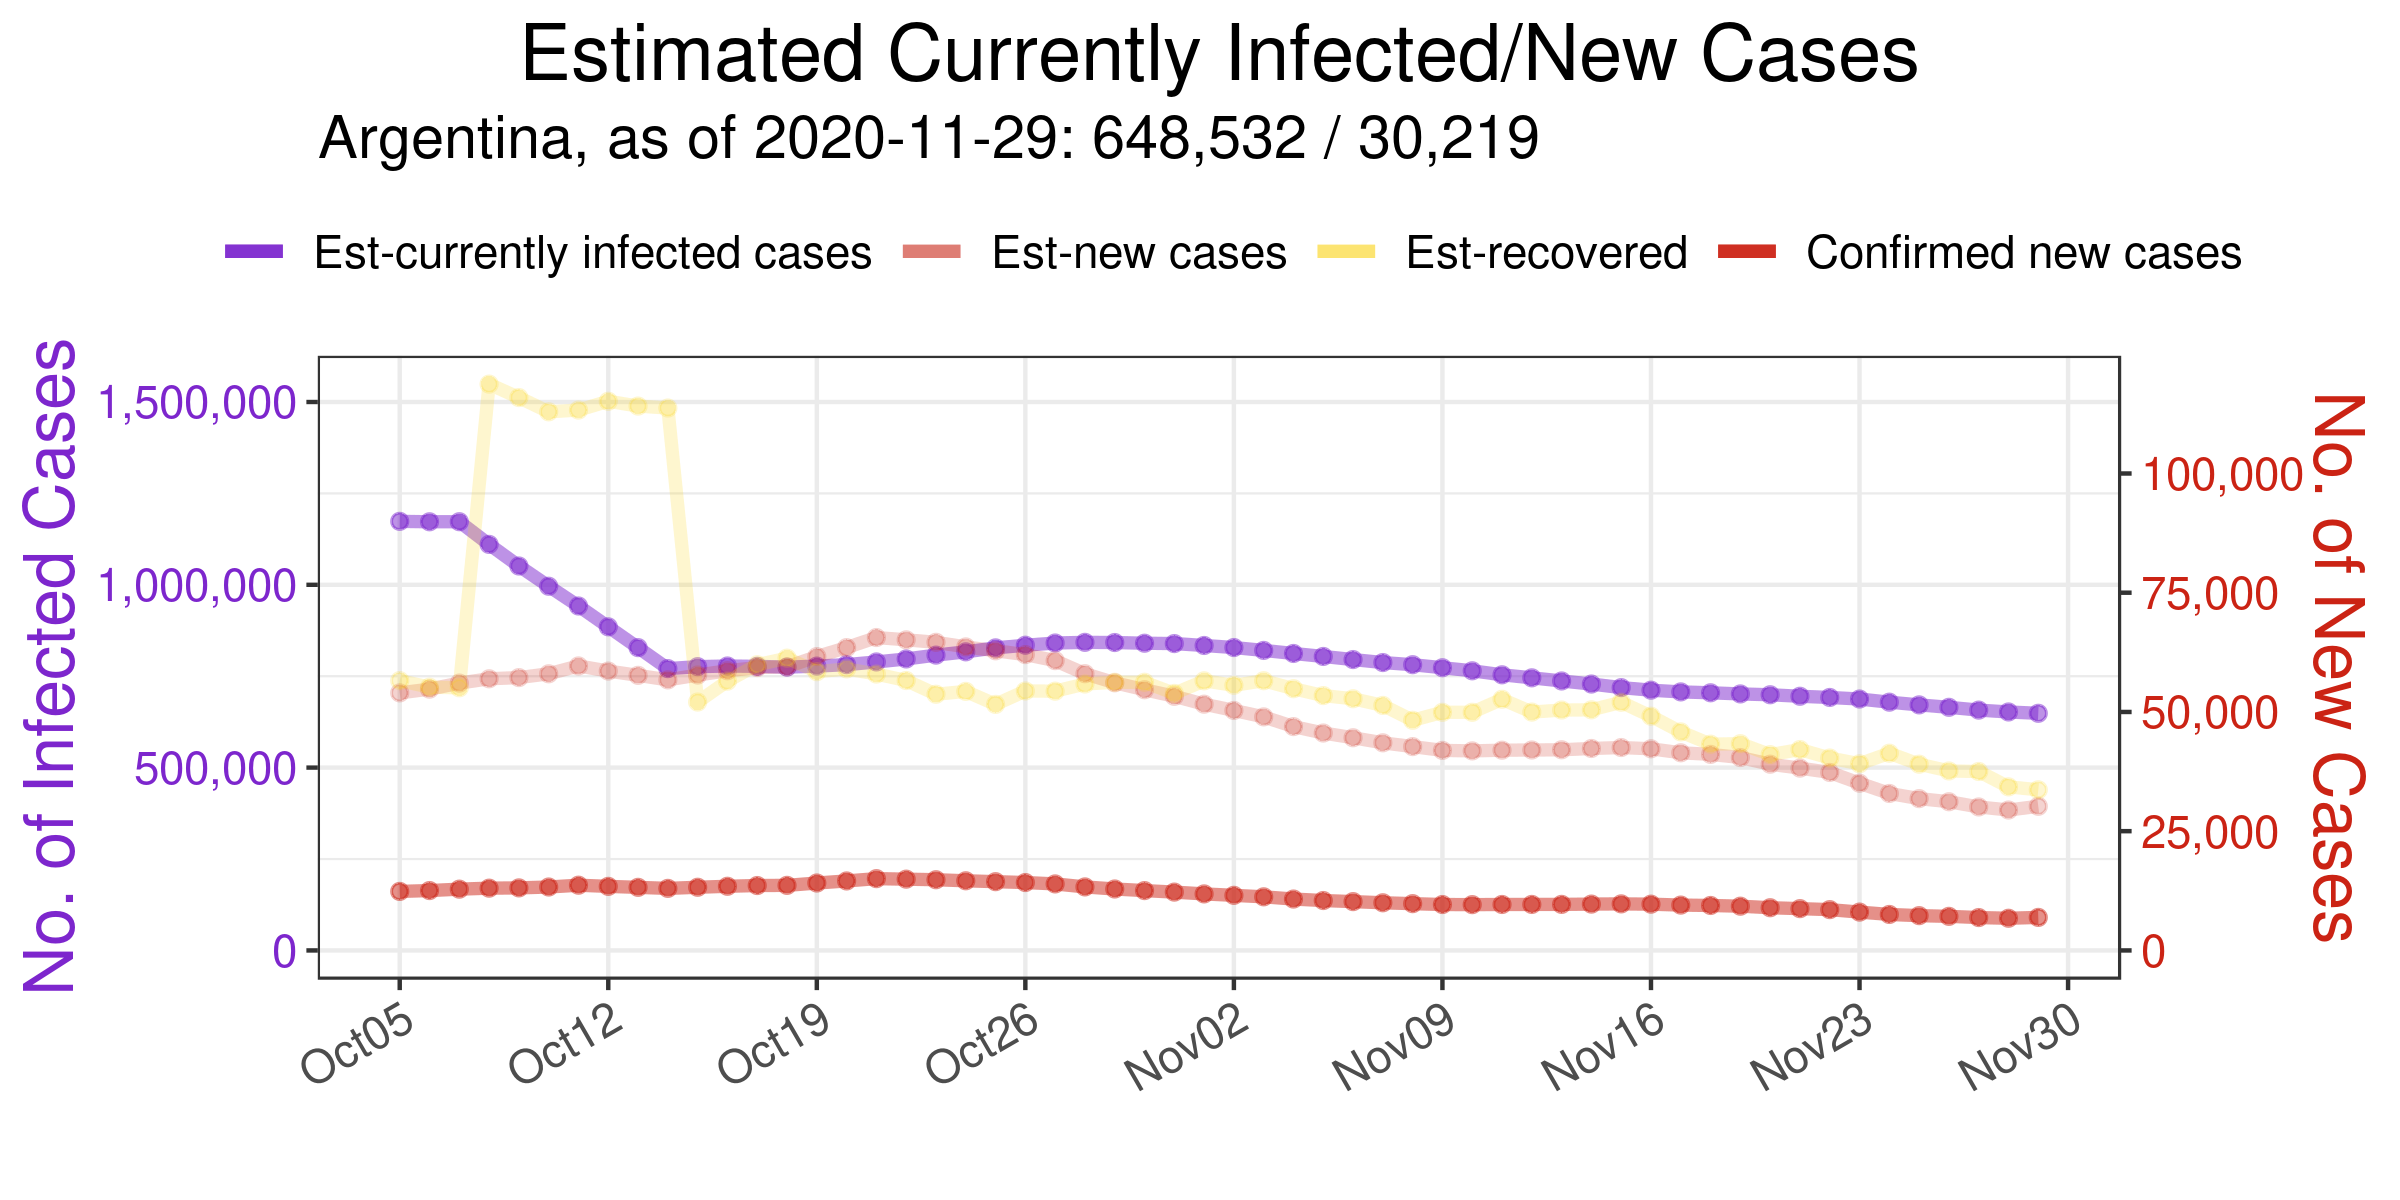 Estimated Currently Infected/New Cases
Argentina, as of 2020-11-29: 648,532 / 30,219
Est-currently infected cases Est-new cases Est-recovered Confirmed new cases
No. of Infected Cases
1,500,000
1,000,000
500,000
0
No. of New Cases
100,000
75,000
50,000
25,000
0
Oct05 Oct12 Oct19 Oct26 Nov02 Nov09 Nov16 Nov23 Nov30